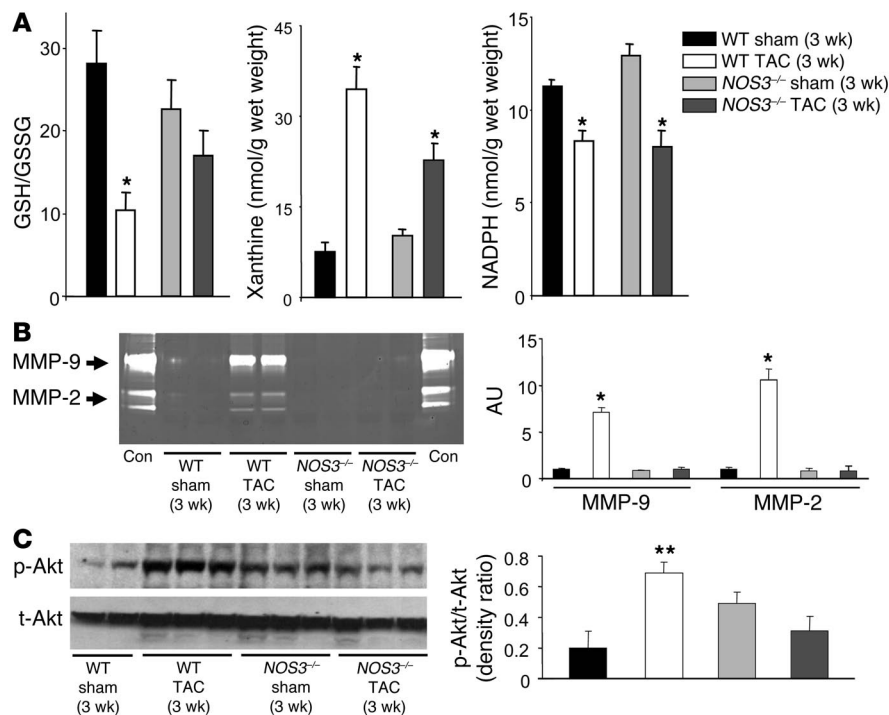 A
GSH/GSSG
30
20
10
0
Xanthine (nmol/g wet weight)
45
30
15
0
*
*
*
NADPH (nmol/g wet weight)
15
10
5
0
*
*
WT sham (3 wk)
WT TAC (3 wk)
NOS3–/– sham (3 wk)
NOS3–/– TAC (3 wk)
B
MMP-9
MMP-2
Con
WT
sham
(3 wk)
WT
TAC
(3 wk)
NOS3–/–
sham
(3 wk)
NOS3–/–
TAC
(3 wk)
Con
AU
15
10
5
0
*
*
MMP-9
MMP-2
C
p-Akt
t-Akt
WT
sham
(3 wk)
WT
TAC
(3 wk)
NOS3–/–
sham
(3 wk)
NOS3–/–
TAC
(3 wk)
p-Akt/t-Akt
(density ratio)
0.8
0.6
0.4
0.2
0
**